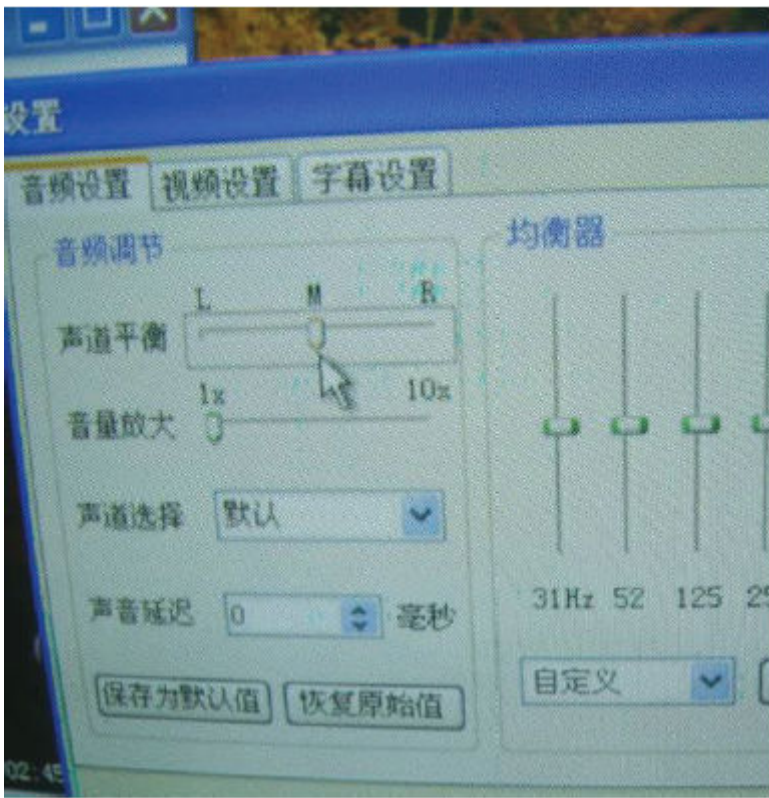 设置
音频设置 视频设置 字幕设置
音频调节
L M R
声道平衡
1x 10x
音量放大
声道选择 默认
声音延迟 0 毫秒
保存为默认值 恢复原始值
均衡器
31Hz 52 125 25
自定义
02:45